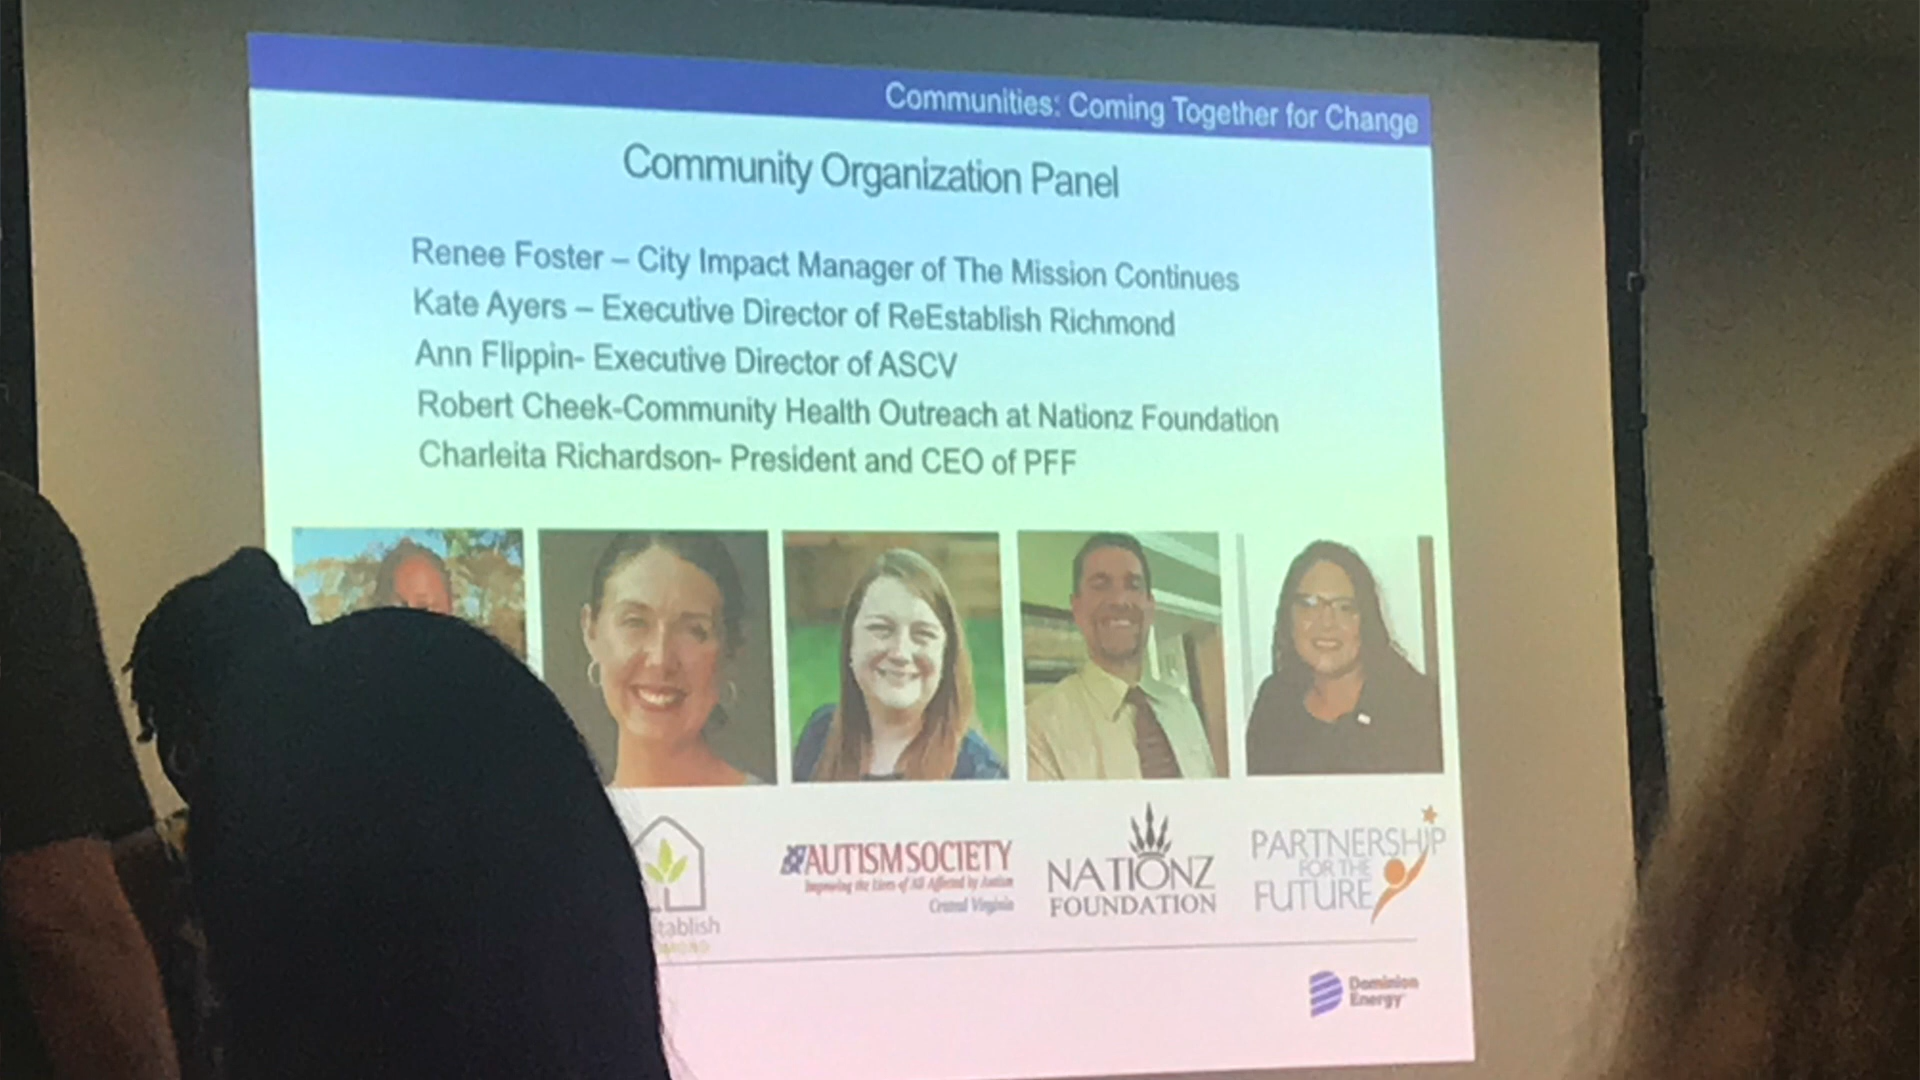 Communities: Coming Together for Change
Community Organization Panel
Renee Foster – City Impact Manager of The Mission Continues
Kate Ayers – Executive Director of ReEstablish Richmond
Ann Flippin- Executive Director of ASCV
Robert Cheek-Community Health Outreach at Nationz Foundation
Charleita Richardson- President and CEO of PFF
tablish
AUTISM SOCIETY
Improving the Lives of All Affected by Autism
Central Virginia
NATIONZ
FOUNDATION
PARTNERSHIP
FOR THE
FUTURE
Dominion
Energy